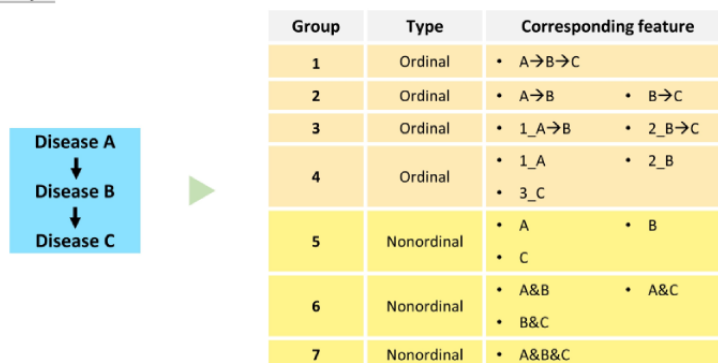 Disease A
Disease B
Disease C
Group Type Corresponding feature
1 Ordinal • A→B→C
2 Ordinal • A→B • B→C
3 Ordinal • 1_A→B • 2_B→C
4 Ordinal • 1_A • 2_B
• 3_C
5 Nonordinal • A • B
• C
6 Nonordinal • A&B • A&C
• B&C
7 Nonordinal • A&B&C